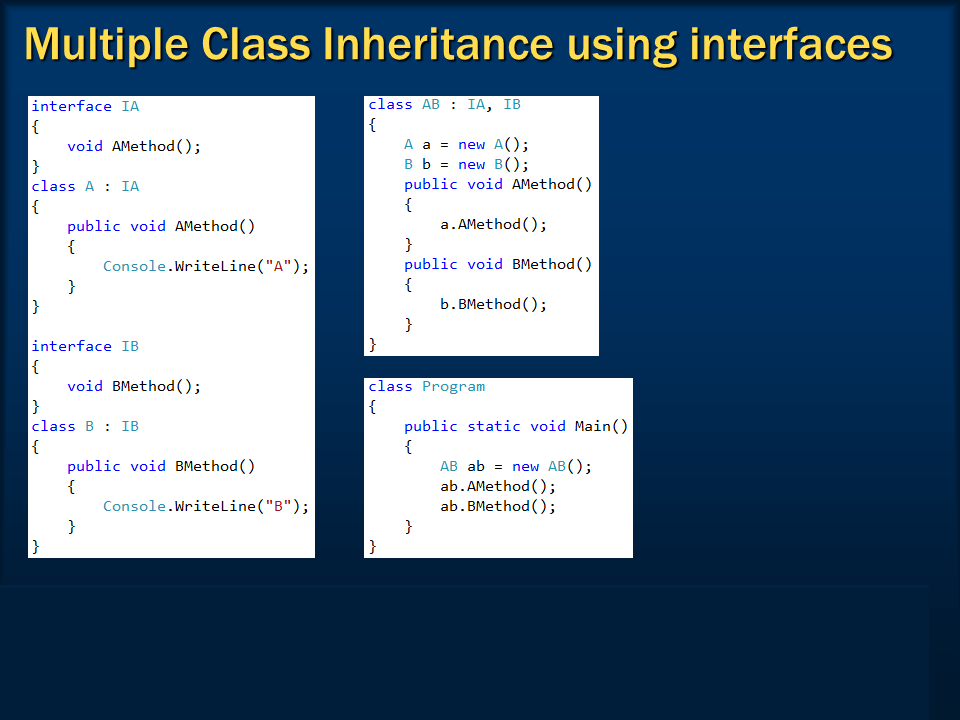 Multiple Class Inheritance using interfaces
interface IA
{
    void AMethod();
}
class A : IA
{
    public void AMethod()
    {
        Console.WriteLine("A");
    }
}

interface IB
{
    void BMethod();
}
class B : IB
{
    public void BMethod()
    {
        Console.WriteLine("B");
    }
}
class AB : IA, IB
{
    A a = new A();
    B b = new B();
    public void AMethod()
    {
        a.AMethod();
    }
    public void BMethod()
    {
        b.BMethod();
    }
}
class Program
{
    public static void Main()
    {
        AB ab = new AB();
        ab.AMethod();
        ab.BMethod();
    }
}